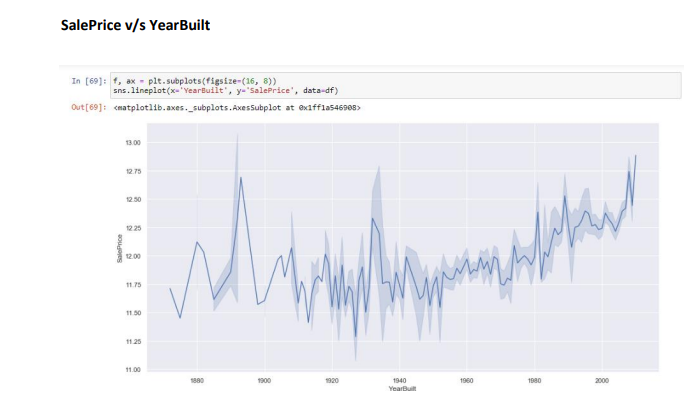 SalePrice v/s YearBuilt
In [69]: f, ax = plt.subplots(figsize=(16, 8))
sns.lineplot(x='YearBuilt', y='SalePrice', data=df)
Out[69]: <matplotlib.axes._subplots.AxesSubplot at 0x1ff1a546908>
13.00
12.75
12.50
12.25
12.00
11.75
11.50
11.25
11.00
SalePrice
1880 1900 1920 1940 1960 1980 2000
YearBuilt